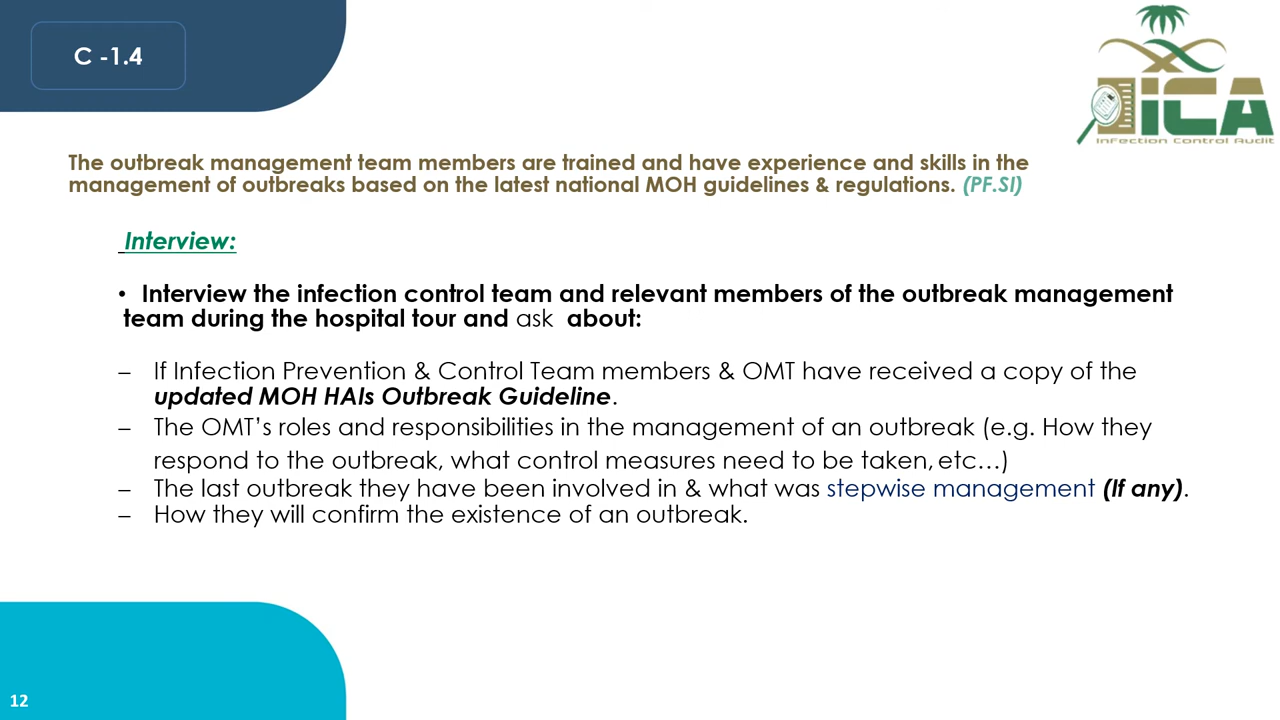 C -1.4
iCA
Infection Control Audit
The outbreak management team members are trained and have experience and skills in the
management of outbreaks based on the latest national MOH guidelines & regulations. (PF.SI)
Interview:
• Interview the infection control team and relevant members of the outbreak management
team during the hospital tour and ask about:
– If Infection Prevention & Control Team members & OMT have received a copy of the
updated MOH HAIs Outbreak Guideline.
– The OMT’s roles and responsibilities in the management of an outbreak (e.g. How they
respond to the outbreak, what control measures need to be taken, etc…)
– The last outbreak they have been involved in & what was stepwise management (If any).
– How they will confirm the existence of an outbreak.
12